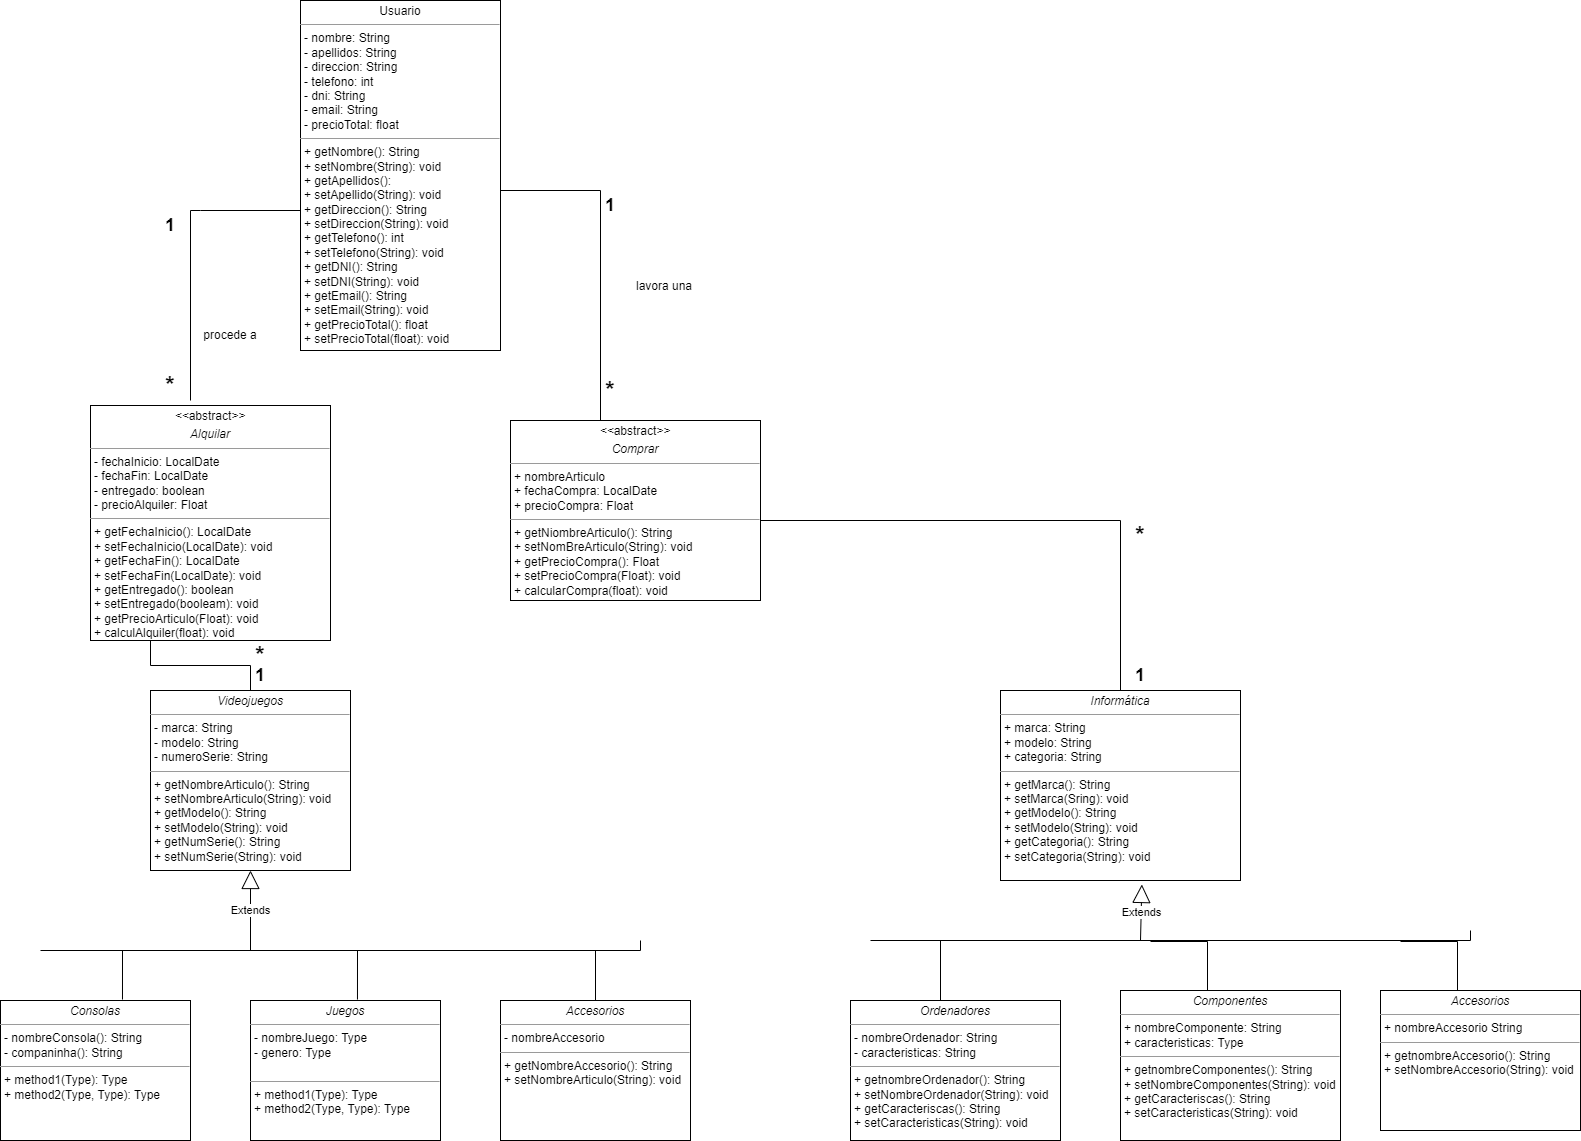 Usuario
- nombre: String
- apellidos: String
- direccion: String
- telefono: int
- dni: String
- email: String
- precioTotal: float
+ getNombre(): String
+ setNombre(String): void
+ getApellidos():
+ setApellido(String): void
+ getDireccion(): String
+ setDireccion(String): void
+ getTelefono(): int
+ setTelefono(String): void
+ getDNI(): String
+ setDNI(String): void
+ getEmail(): String
+ setEmail(String): void
+ getPrecioTotal(): float
+ setPrecioTotal(float): void
1
procede a
*
1
lavora una
*
<<abstract>>
Alquilar
- fechaInicio: LocalDate
- fechaFin: LocalDate
- entregado: boolean
- precioAlquiler: Float
+ getFechaInicio(): LocalDate
+ setFechaInicio(LocalDate): void
+ getFechaFin(): LocalDate
+ setFechaFin(LocalDate): void
+ getEntregado(): boolean
+ setEntregado(booleam): void
+ getPrecioArticulo(Float): void
+ calculAlquiler(float): void
<<abstract>>
Comprar
+ nombreArticulo
+ fechaCompra: LocalDate
+ precioCompra: Float
+ getNiombreArticulo(): String
+ setNomBreArticulo(String): void
+ getPrecioCompra(): Float
+ setPrecioCompra(Float): void
+ calcularCompra(float): void
*
1
*
1
Videojuegos
- marca: String
- modelo: String
- numeroSerie: String
+ getNombreArticulo(): String
+ setNombreArticulo(String): void
+ getModelo(): String
+ setModelo(String): void
+ getNumSerie(): String
+ setNumSerie(String): void
Extends
Informática
+ marca: String
+ modelo: String
+ categoria: String
+ getMarca(): String
+ setMarca(Sring): void
+ getModelo(): String
+ setModelo(String): void
+ getCategoria(): String
+ setCategoria(String): void
Extends
Consolas
- nombreConsola(): String
- companinha(): String
+ method1(Type): Type
+ method2(Type, Type): Type
Juegos
- nombreJuego: Type
- genero: Type
+ method1(Type): Type
+ method2(Type, Type): Type
Accesorios
- nombreAccesorio
+ getNombreAccesorio(): String
+ setNombreArticulo(String): void
Ordenadores
- nombreOrdenador: String
- caracteristicas: String
+ getnombreOrdenador(): String
+ setNombreOrdenador(String): void
+ getCacteriscas(): String
+ setCaracteristicas(String): void
Componentes
+ nombreComponente: String
+ caracteristicas: Type
+ getnombreComponentes(): String
+ setNombreComponentes(String): void
+ getCacteriscas(): String
+ setCaracteristicas(String): void
Accesorios
+ nombreAccesorio String
+ getnombreAccesorio(): String
+ setNombreAccesorio(String): void